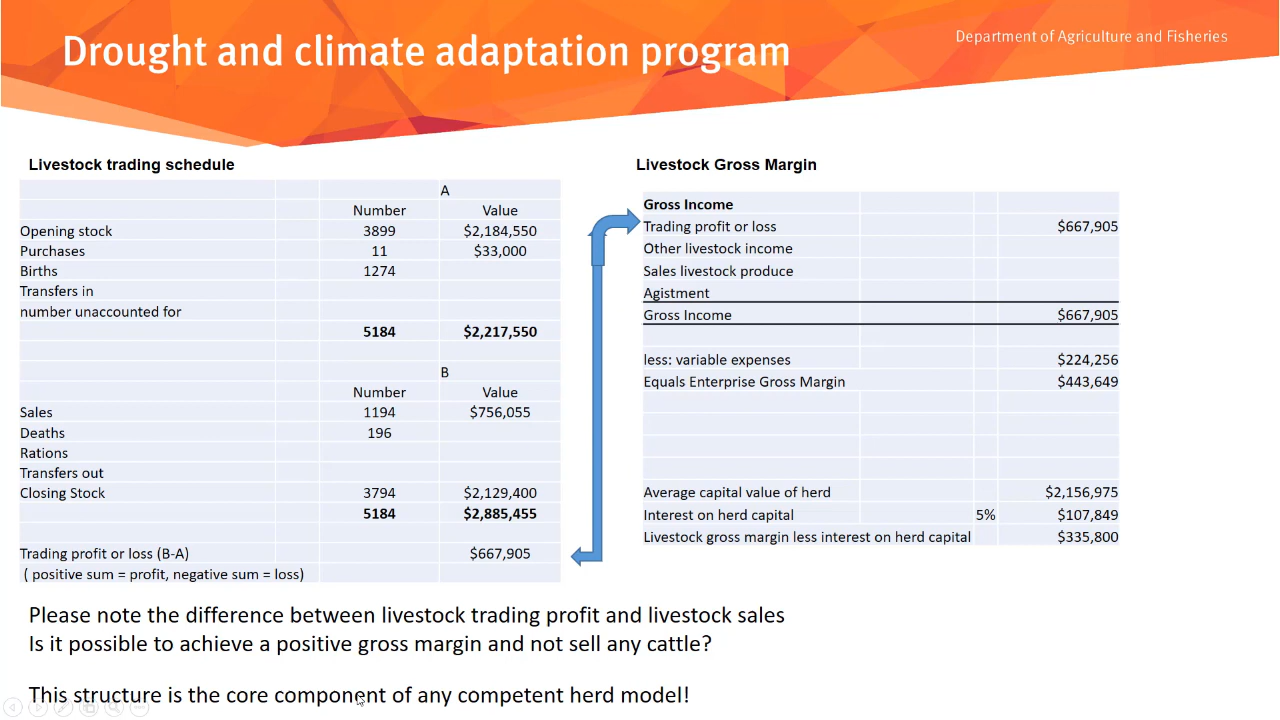 Drought and climate adaptation program
Department of Agriculture and Fisheries
Livestock trading schedule
A
Number Value
Opening stock 3899 $2,184,550
Purchases 11 $33,000
Births 1274
Transfers in
number unaccounted for
5184 $2,217,550
B
Number Value
Sales 1194 $756,055
Deaths 196
Rations
Transfers out
Closing Stock 3794 $2,129,400
5184 $2,885,455
Trading profit or loss (B-A) $667,905
( positive sum = profit, negative sum = loss)
Livestock Gross Margin
Gross Income
Trading profit or loss $667,905
Other livestock income
Sales livestock produce
Agistment
Gross Income $667,905
less: variable expenses $224,256
Equals Enterprise Gross Margin $443,649
Average capital value of herd $2,156,975
Interest on herd capital 5% $107,849
Livestock gross margin less interest on herd capital $335,800
Please note the difference between livestock trading profit and livestock sales
Is it possible to achieve a positive gross margin and not sell any cattle?
This structure is the core component of any competent herd model!